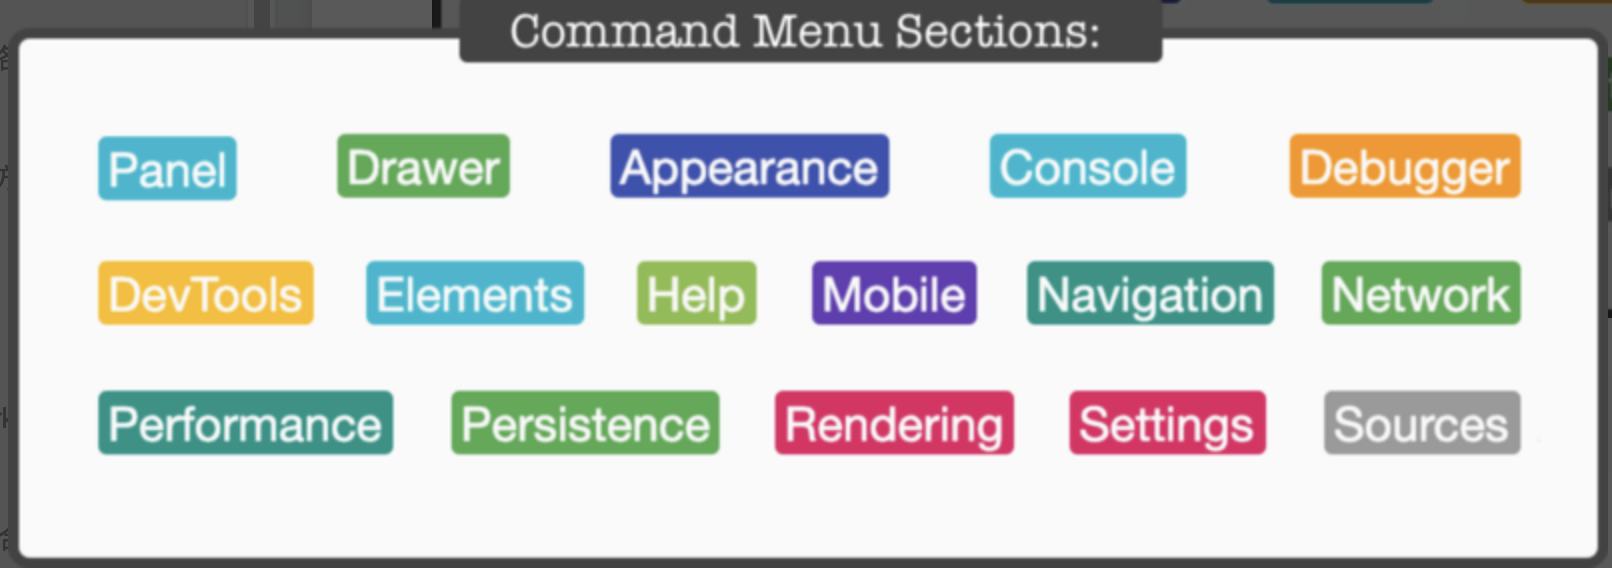 Command Menu Sections:
Panel Drawer Appearance Console Debugger
DevTools Elements Help Mobile Navigation Network
Performance Persistence Rendering Settings Sources